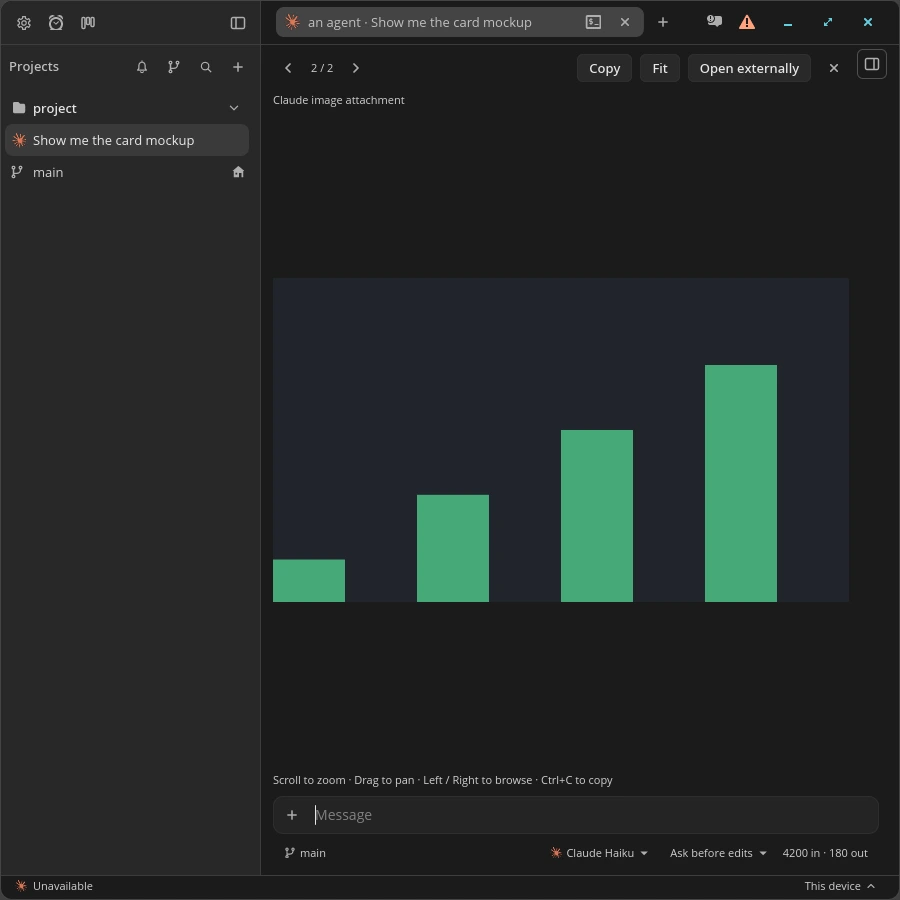 an agent · Show me the card mockup
Projects
2 / 2
Copy
Fit
Open externally
Claude image attachment
project
Show me the card mockup
main
Scroll to zoom · Drag to pan · Left / Right to browse · Ctrl+C to copy
Message
main
Claude Haiku
Ask before edits
4200 in · 180 out
Unavailable
This device